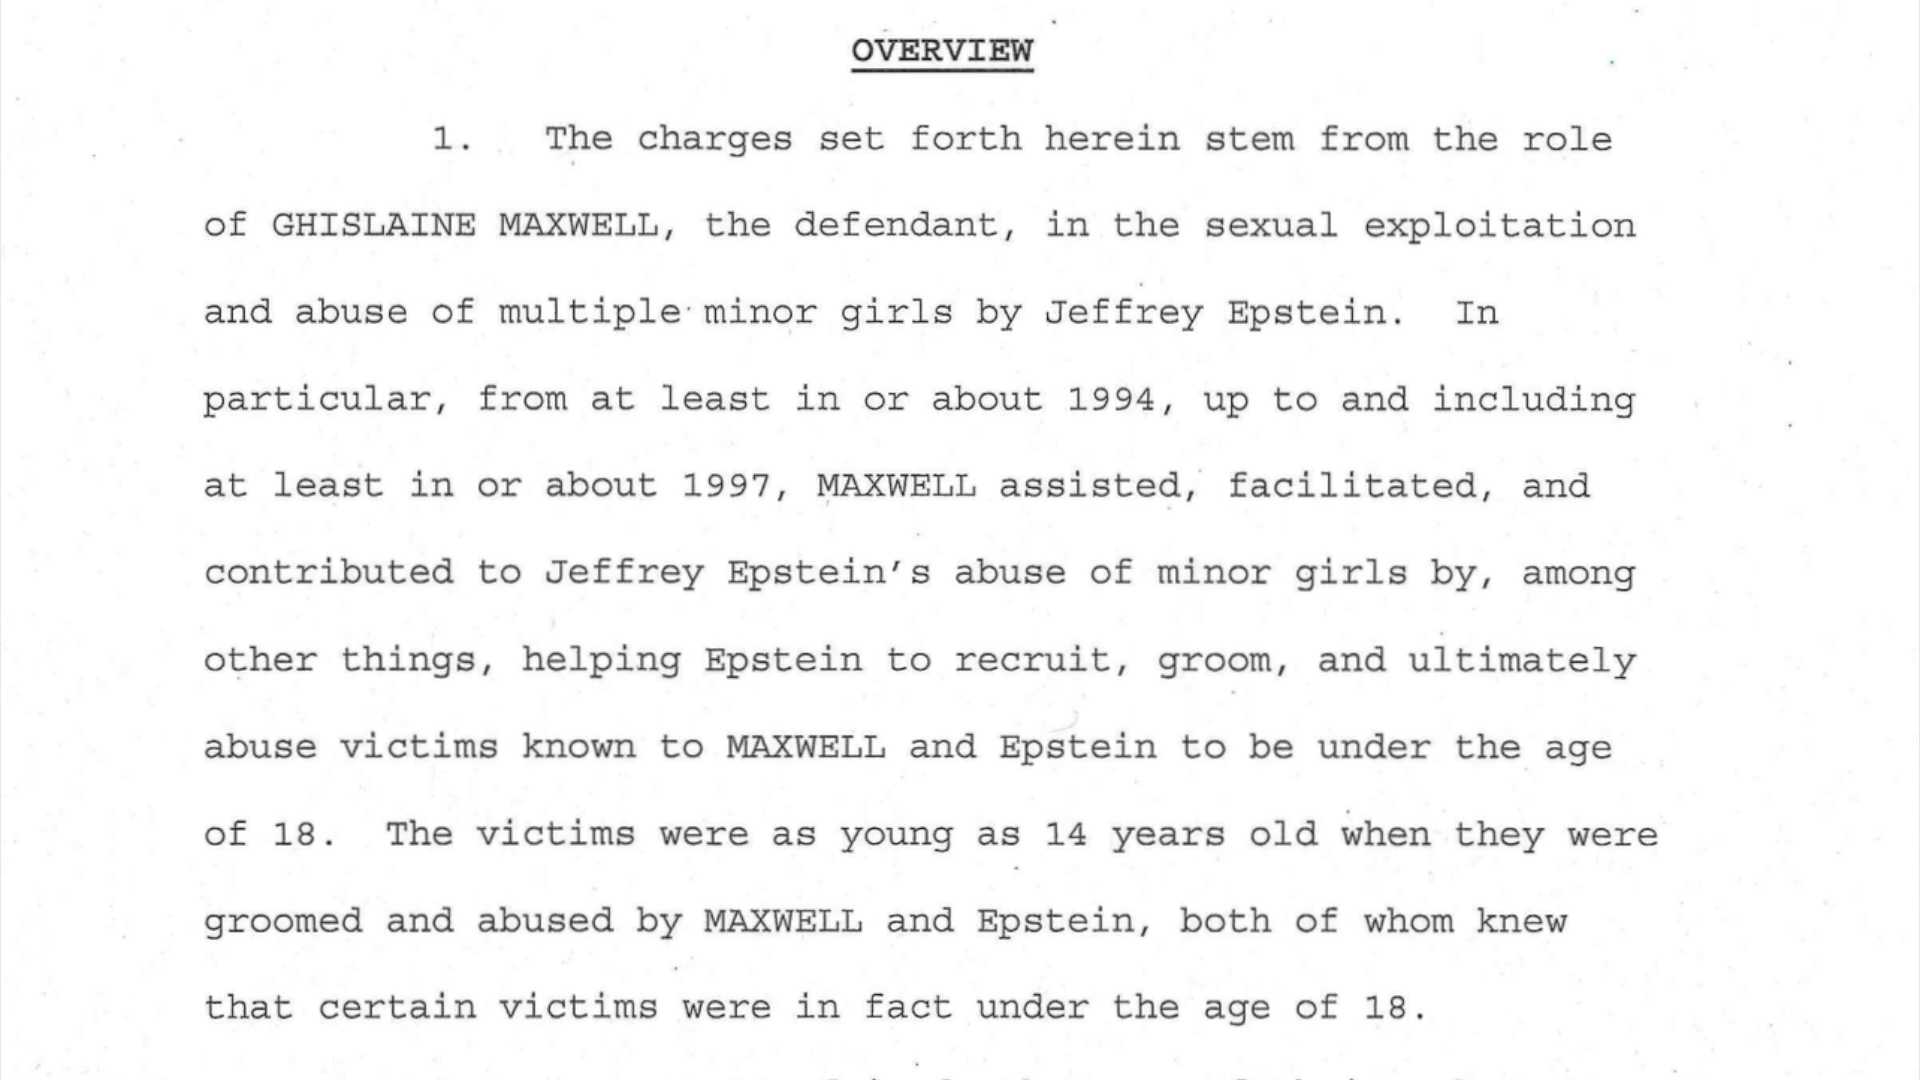 OVERVIEW
1. The charges set forth herein stem from the role
of GHISLAINE MAXWELL, the defendant, in the sexual exploitation
and abuse of multiple minor girls by Jeffrey Epstein. In
particular, from at least in or about 1994, up to and including
at least in or about 1997, MAXWELL assisted, facilitated, and
contributed to Jeffrey Epstein's abuse of minor girls by, among
other things, helping Epstein to recruit, groom, and ultimately
abuse victims known to MAXWELL and Epstein to be under the age
of 18. The victims were as young as 14 years old when they were
groomed and abused by MAXWELL and Epstein, both of whom knew
that certain victims were in fact under the age of 18.